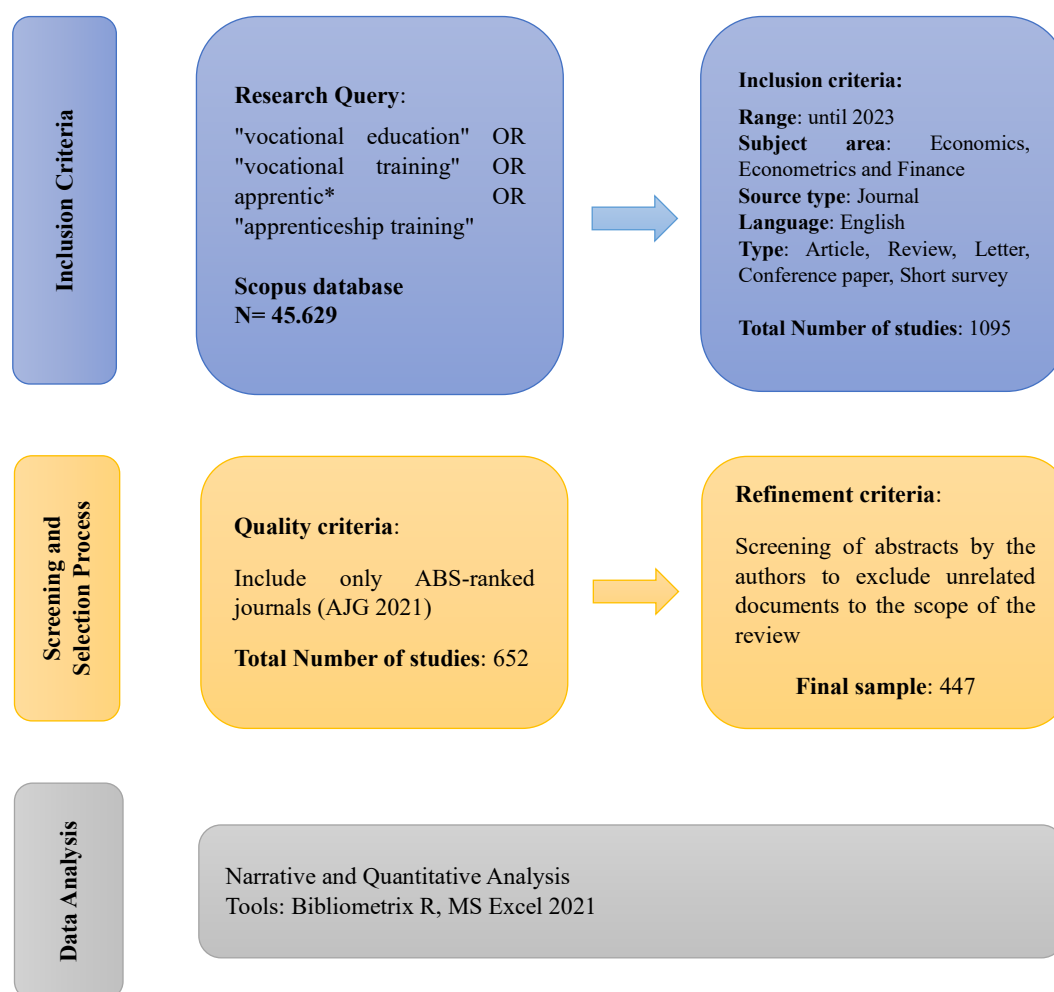 Inclusion Criteria
Research Query:
"vocational education" OR
"vocational training" OR
apprentic* OR
"apprenticeship training"
Scopus database
N= 45.629
Inclusion criteria:
Range: until 2023
Subject area: Economics,
Econometrics and Finance
Source type: Journal
Language: English
Type: Article, Review, Letter,
Conference paper, Short survey
Total Number of studies: 1095
Screening and
Selection Process
Quality criteria:
Include only ABS-ranked
journals (AJG 2021)
Total Number of studies: 652
Refinement criteria:
Screening of abstracts by the
authors to exclude unrelated
documents to the scope of the
review
Final sample: 447
Data Analysis
Narrative and Quantitative Analysis
Tools: Bibliometrix R, MS Excel 2021